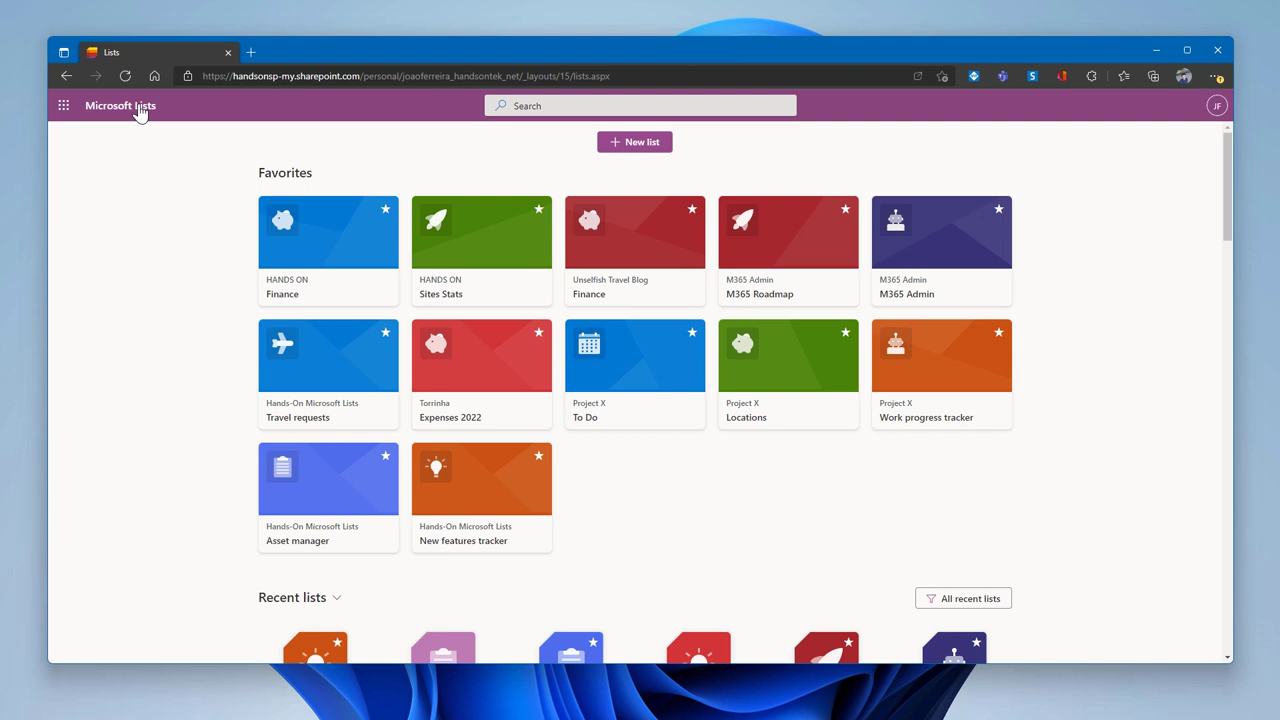 Lists
https://handsonsp-my.sharepoint.com/personal/joaoferreira_handsontek_net/_layouts/15/lists.aspx
Microsoft Lists
Search
JF
New list
Favorites
HANDS ON
Finance
HANDS ON
Sites Stats
Unselfish Travel Blog
Finance
M365 Admin
M365 Roadmap
M365 Admin
M365 Admin
Hands-On Microsoft Lists
Travel requests
Torrinha
Expenses 2022
Project X
To Do
Project X
Locations
Project X
Work progress tracker
Hands-On Microsoft Lists
Asset manager
Hands-On Microsoft Lists
New features tracker
Recent lists
All recent lists